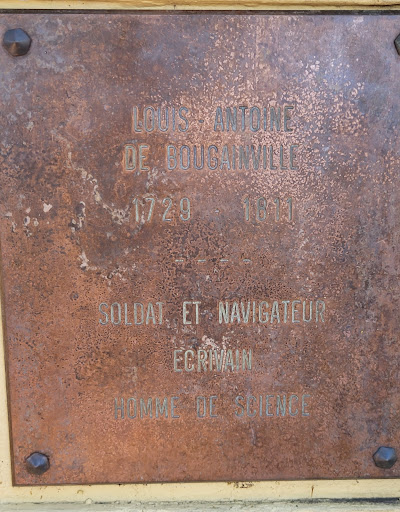 LOUIS ANTOINE
DE BOUGAINVILLE
1729 1811
- - - -
SOLDAT ET NAVIGATEUR
ECRIVAIN
HOMME DE SCIENCE